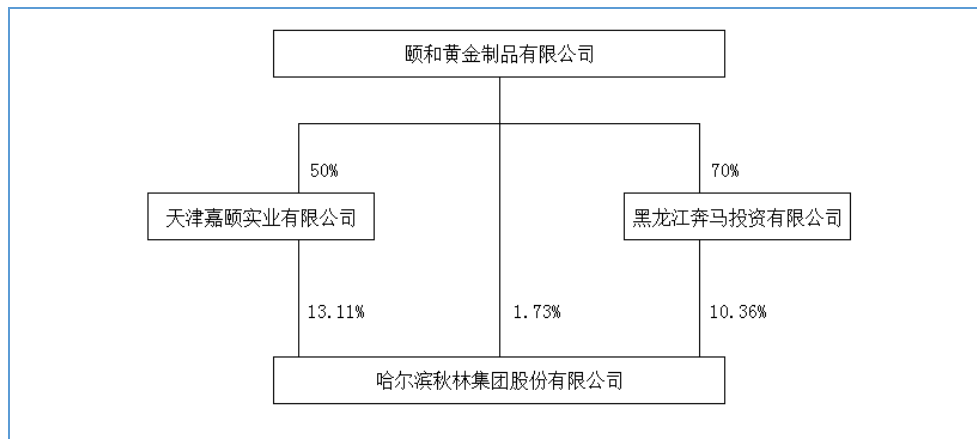 颐和黄金制品有限公司
50%
70%
天津嘉颐实业有限公司
黑龙江奔马投资有限公司
13.11%
1.73%
10.36%
哈尔滨秋林集团股份有限公司